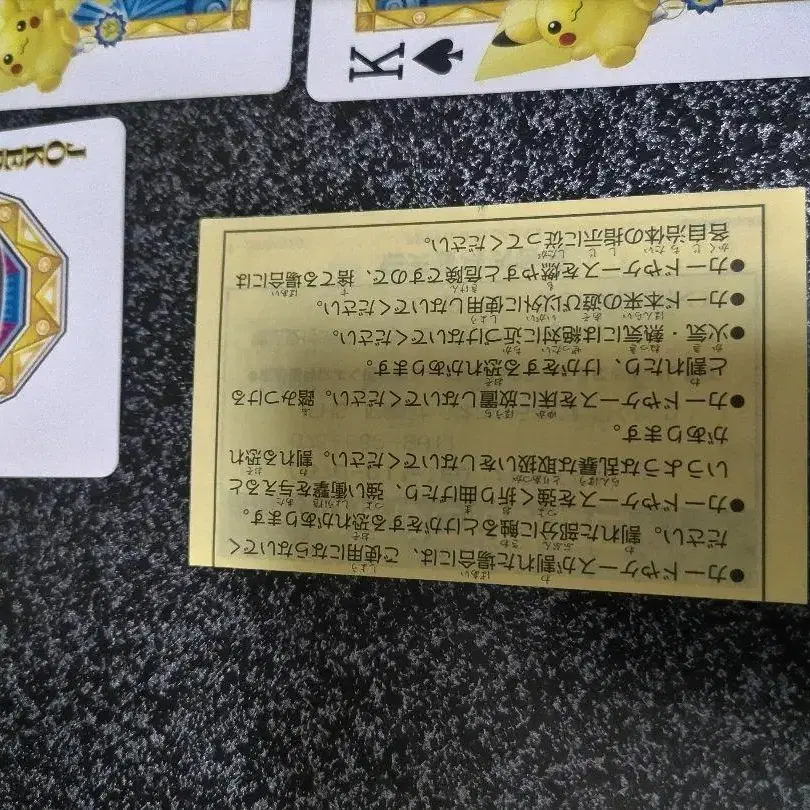 ●カードやケースが割れた場合には、ご使用にならないでく
ださい。割れた部分に触るとけがをする恐れがあります。
●カードやケースを強く折り曲げたり、強い衝撃を与えると
いうような乱暴な取扱いをしないでください。割れる恐れ
があります。
●カードやケースを床に放置しないでください。踏みつける
と割れたり、けがをする恐れがあります。
●火気・熱気には絶対に近づけないでください。
●カード本来の遊び以外に使用しないでください。
●カードやケースを燃やすと危険ですので、捨てる場合には
各自治体の指示に従ってください。
K
JOKE